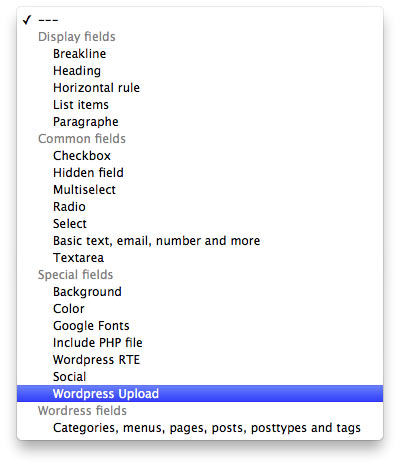 ✓ ---
Display fields
Breakline
Heading
Horizontal rule
List items
Paragraphe
Common fields
Checkbox
Hidden field
Multiselect
Radio
Select
Basic text, email, number and more
Textarea
Special fields
Background
Color
Google Fonts
Include PHP file
Wordpress RTE
Social
Wordpress Upload
Wordress fields
Categories, menus, pages, posts, posttypes and tags